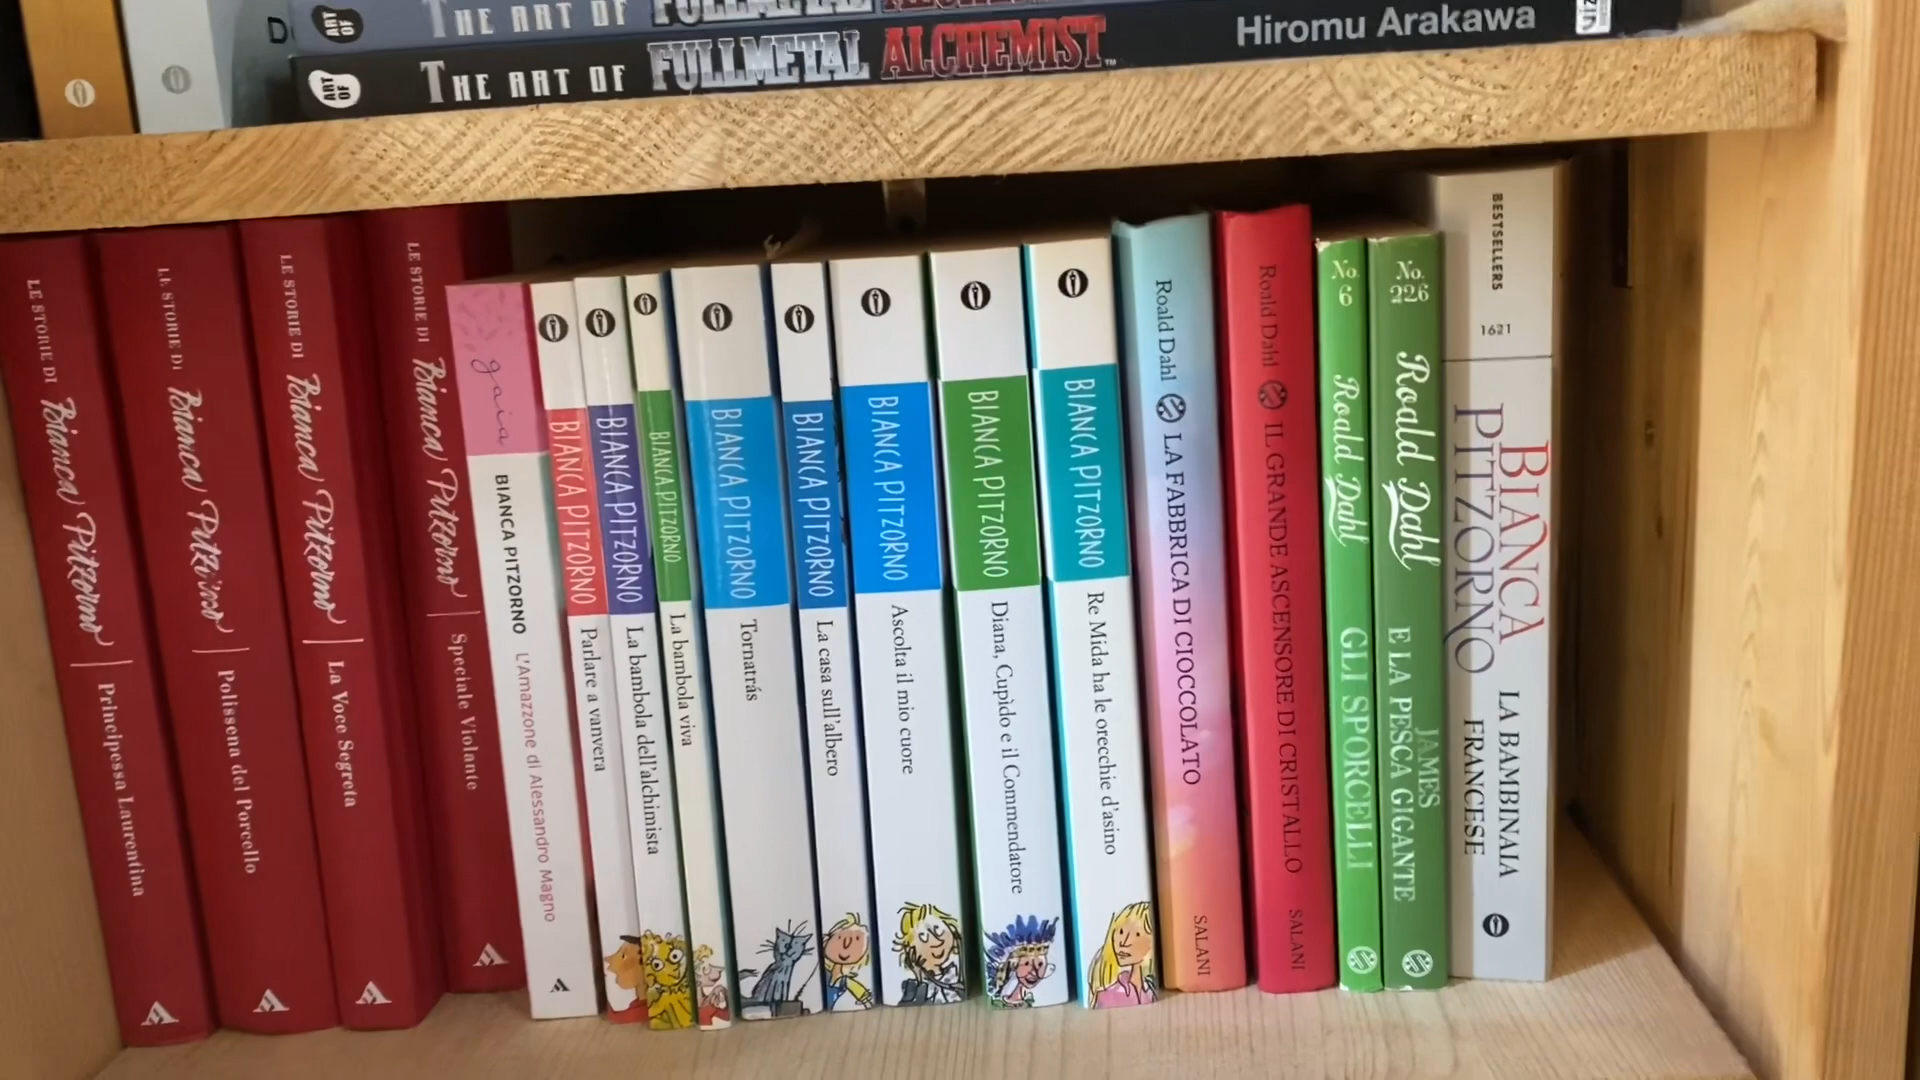 THE ART OF FULLMETAL ALCHEMIST
THE ART OF FULLMETAL ALCHEMIST™ Hiromu Arakawa VIZ
LE STORIE DI Bianca Pitzorno Principessa Laurentina
LE STORIE DI Bianca Pitzorno Polissena del Porcello
LE STORIE DI Bianca Pitzorno La Voce Segreta
LE STORIE DI Bianca Pitzorno Speciale Violante
gaia BIANCA PITZORNO L'Amazzone di Alessandro Magno
BIANCA PITZORNO Parlare a vanvera
BIANCA PITZORNO La bambola dell'alchimista
BIANCA PITZORNO La bambola viva
BIANCA PITZORNO Tornatrás
BIANCA PITZORNO La casa sull'albero
BIANCA PITZORNO Ascolta il mio cuore
BIANCA PITZORNO Diana, Cupìdo e il Commendatore
BIANCA PITZORNO Re Mida ha le orecchie d'asino
Roald Dahl LA FABBRICA DI CIOCCOLATO SALANI
Roald Dahl IL GRANDE ASCENSORE DI CRISTALLO SALANI
No. 6 Roald Dahl GLI SPORCELLI
No. 226 Roald Dahl JAMES E LA PESCA GIGANTE
BESTSELLERS 1621 BIANCA PITZORNO LA BAMBINAIA FRANCESE